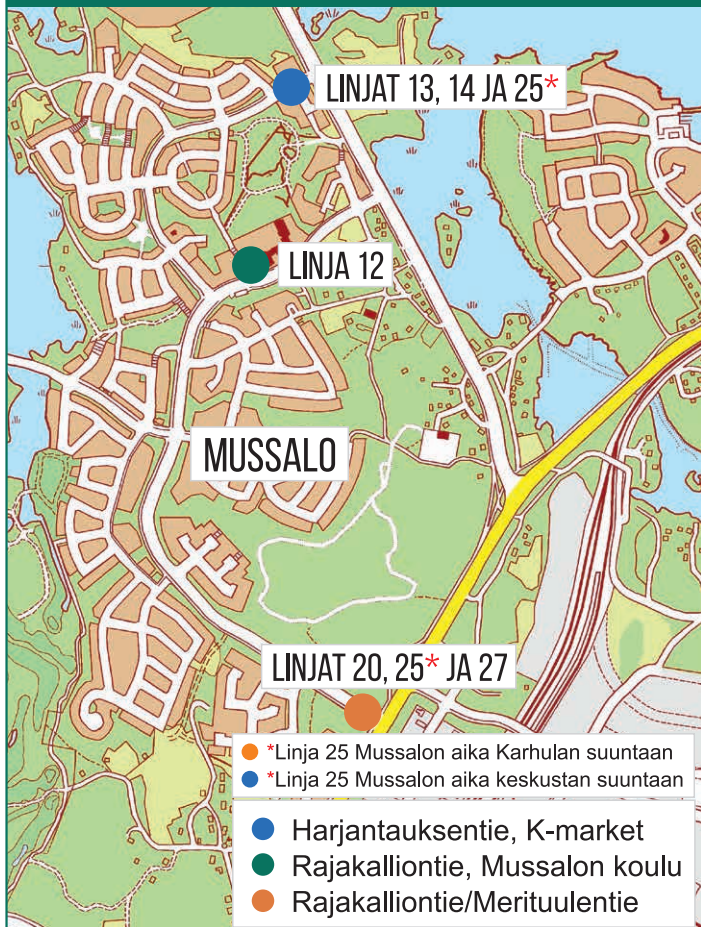 LINJAT 13, 14 JA 25*
LINJA 12
MUSSALO
LINJAT 20, 25* JA 27
*Linja 25 Mussalon aika Karhulan suuntaan
*Linja 25 Mussalon aika keskustan suuntaan
Harjantauksentie, K-market
Rajakalliontie, Mussalon koulu
Rajakalliontie/Merituulentie